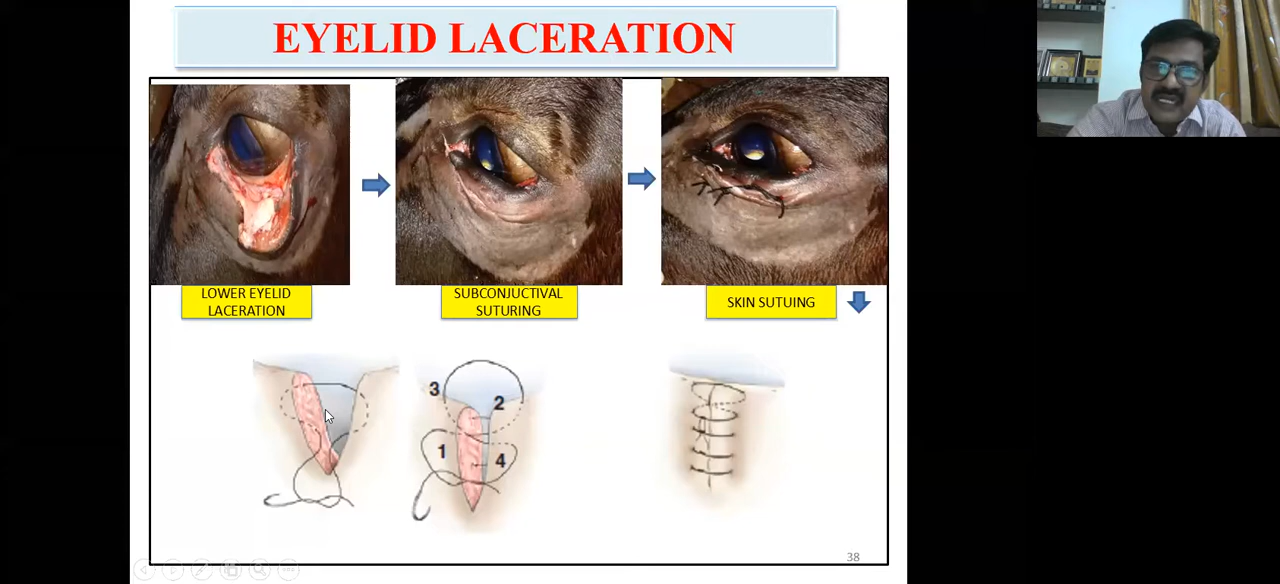 EYELID LACERATION
LOWER EYELID
LACERATION
SUBCONJUCTIVAL
SUTURING
SKIN SUTUING
3
2
1
4
38